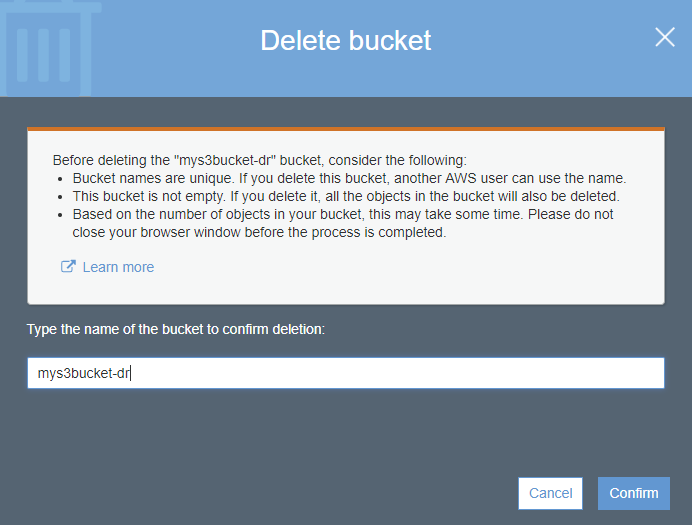 Delete bucket
Before deleting the "mys3bucket-dr" bucket, consider the following:
• Bucket names are unique. If you delete this bucket, another AWS user can use the name.
• This bucket is not empty. If you delete it, all the objects in the bucket will also be deleted.
• Based on the number of objects in your bucket, this may take some time. Please do not
close your browser window before the process is completed.
Learn more
Type the name of the bucket to confirm deletion:
mys3bucket-dr
Cancel Confirm